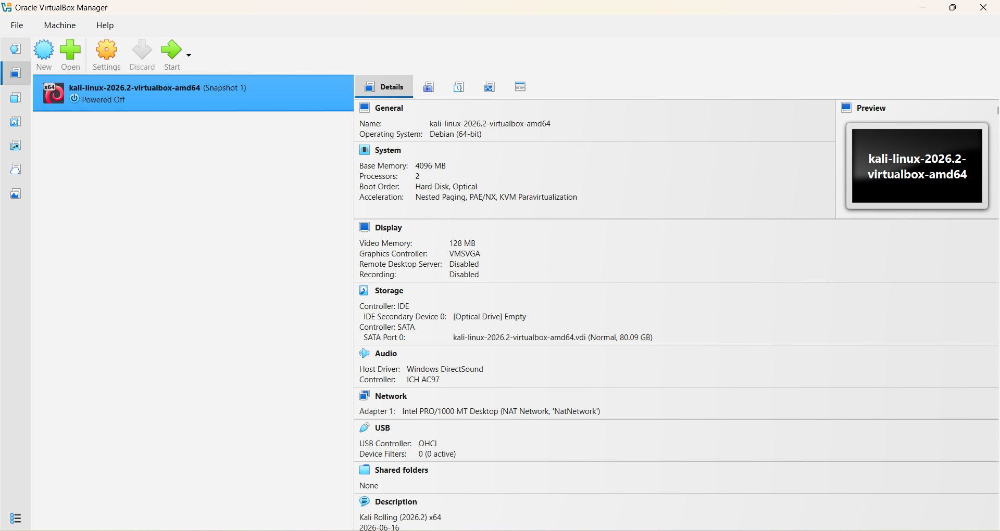 Oracle VirtualBox Manager
File Machine Help
New Open Settings Discard Start
x64
kali-linux-2026.2-virtualbox-amd64 (Snapshot 1)
Powered Off
Details
General
Name: kali-linux-2026.2-virtualbox-amd64
Operating System: Debian (64-bit)
Preview
kali-linux-2026.2-
virtualbox-amd64
System
Base Memory: 4096 MB
Processors: 2
Boot Order: Hard Disk, Optical
Acceleration: Nested Paging, PAE/NX, KVM Paravirtualization
Display
Video Memory: 128 MB
Graphics Controller: VMSVGA
Remote Desktop Server: Disabled
Recording: Disabled
Storage
Controller: IDE
IDE Secondary Device 0: [Optical Drive] Empty
Controller: SATA
SATA Port 0: kali-linux-2026.2-virtualbox-amd64.vdi (Normal, 80.09 GB)
Audio
Host Driver: Windows DirectSound
Controller: ICH AC97
Network
Adapter 1: Intel PRO/1000 MT Desktop (NAT Network, 'NatNetwork')
USB
USB Controller: OHCI
Device Filters: 0 (0 active)
Shared folders
None
Description
Kali Rolling (2026.2) x64
2026-06-16